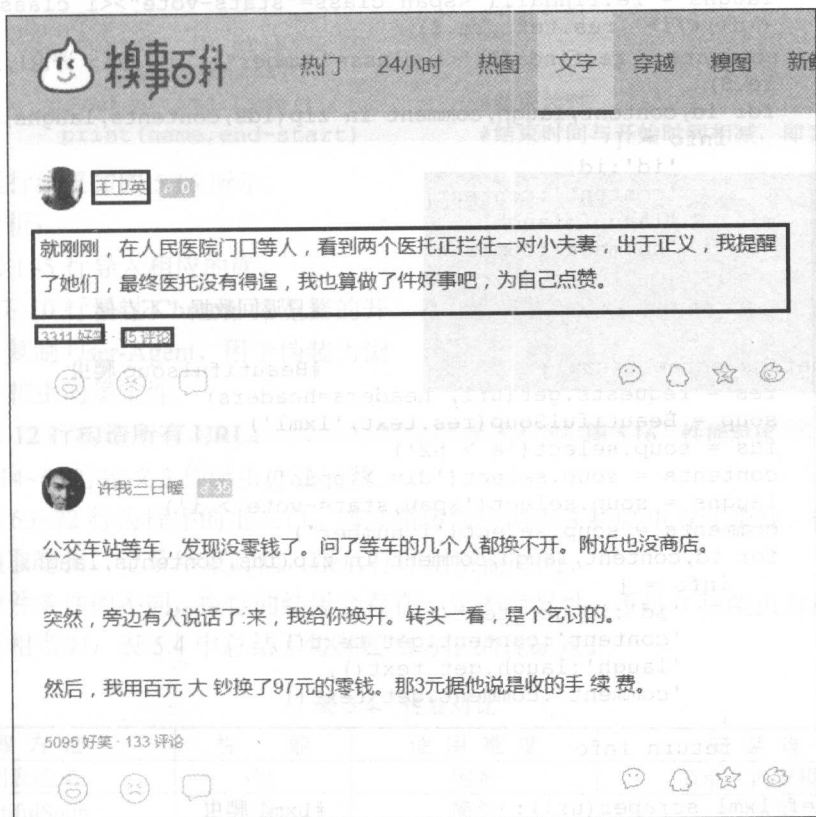 糗事百科
热门 24小时 热图 文字 穿越 糗图
王卫英 0
就刚刚，在人民医院门口等人，看到两个医托正拦住一对小夫妻，出于正义，我提醒
了她们，最终医托没有得逞，我也算做了件好事吧，为自己点赞。
3311 好笑 · 15 评论
许我三日暖
公交车站等车，发现没零钱了。问了等车的几个人都换不开。附近也没商店。
突然，旁边有人说话了:来，我给你换开。转头一看，是个乞讨的。
然后，我用百元 大 钞换了97元的零钱。那3元据他说是收的手 续 费。
5095 好笑 · 133 评论